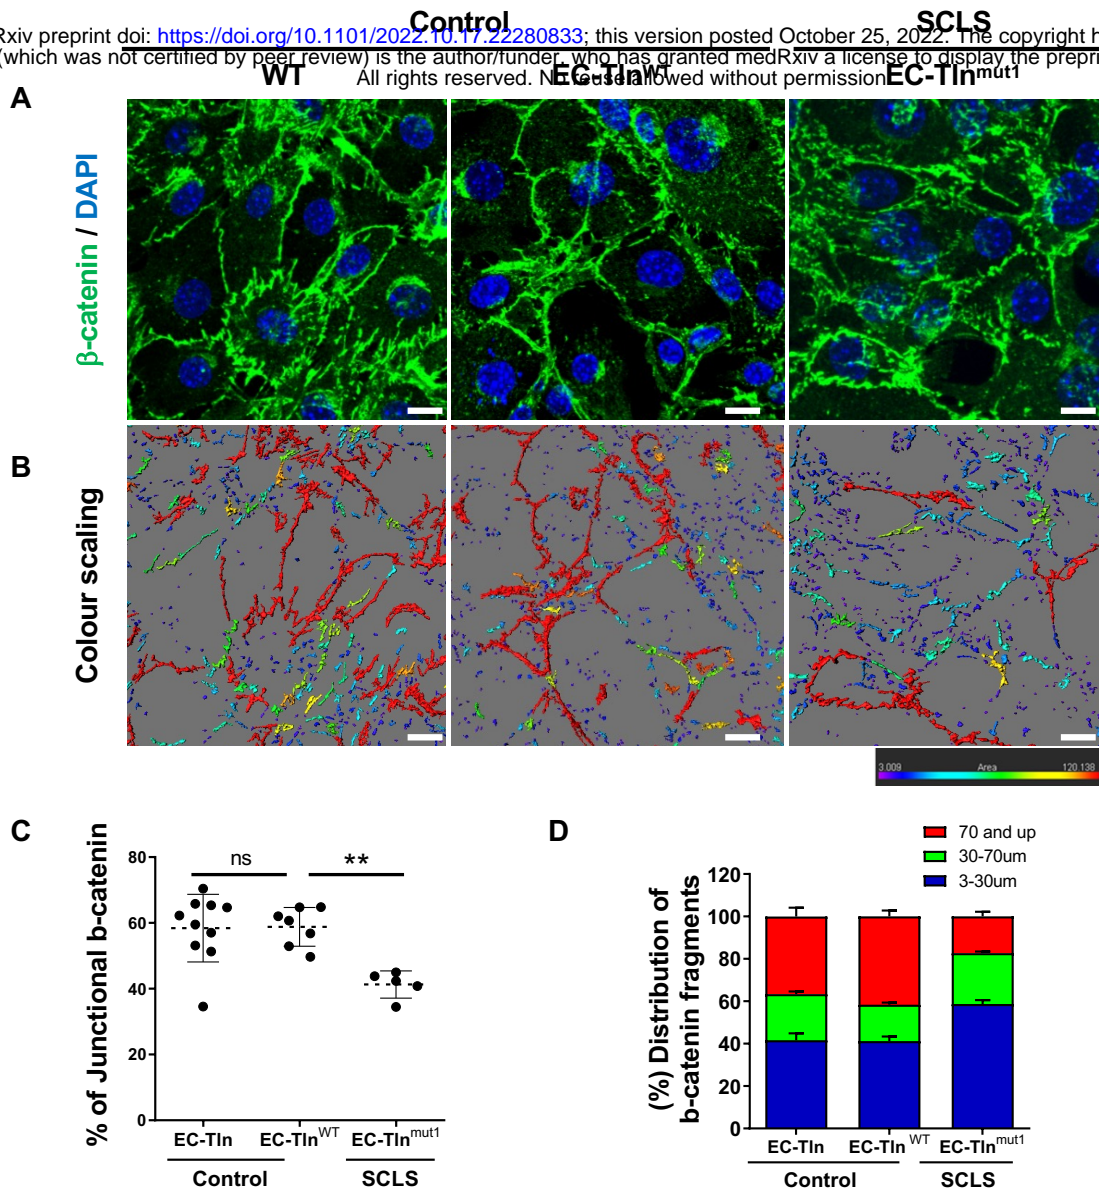 Control
SCLS
Rxiv preprint doi: https://doi.org/10.1101/2022.10.17.22280833; this version posted October 25, 2022. The copyright h
(which was not certified by peer review) is the author/funder, who has granted medRxiv a license to display the prepri
All rights reserved. No reuse allowed without permission.
WT
EC-Tln^WT
EC-Tln^mut1
A
β-catenin / DAPI
B
Colour scaling
3.009 Area 120.138
C
% of Junctional b-catenin
80
60
40
20
0
ns
**
EC-Tln
EC-Tln^WT
EC-Tln^mut1
Control
SCLS
D
70 and up
30-70um
3-30um
(%) Distribution of
b-catenin fragments
120
100
80
60
40
20
0
EC-Tln
EC-Tln^WT
EC-Tln^mut1
Control
SCLS